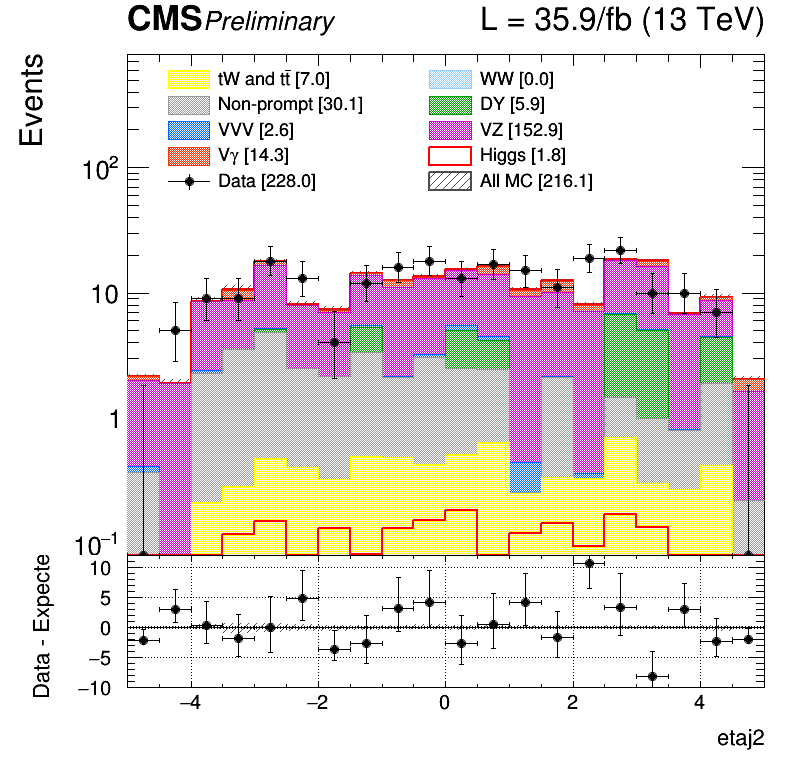 CMS Preliminary L = 35.9/fb (13 TeV)
Events
tW and tt̄ [7.0] WW [0.0]
Non-prompt [30.1] DY [5.9]
VVV [2.6] VZ [152.9]
Vγ [14.3] Higgs [1.8]
Data [228.0] All MC [216.1]
10²
10
1
10⁻¹
Data - Expecte
10
5
0
−5
−10
−4 −2 0 2 4
etaj2